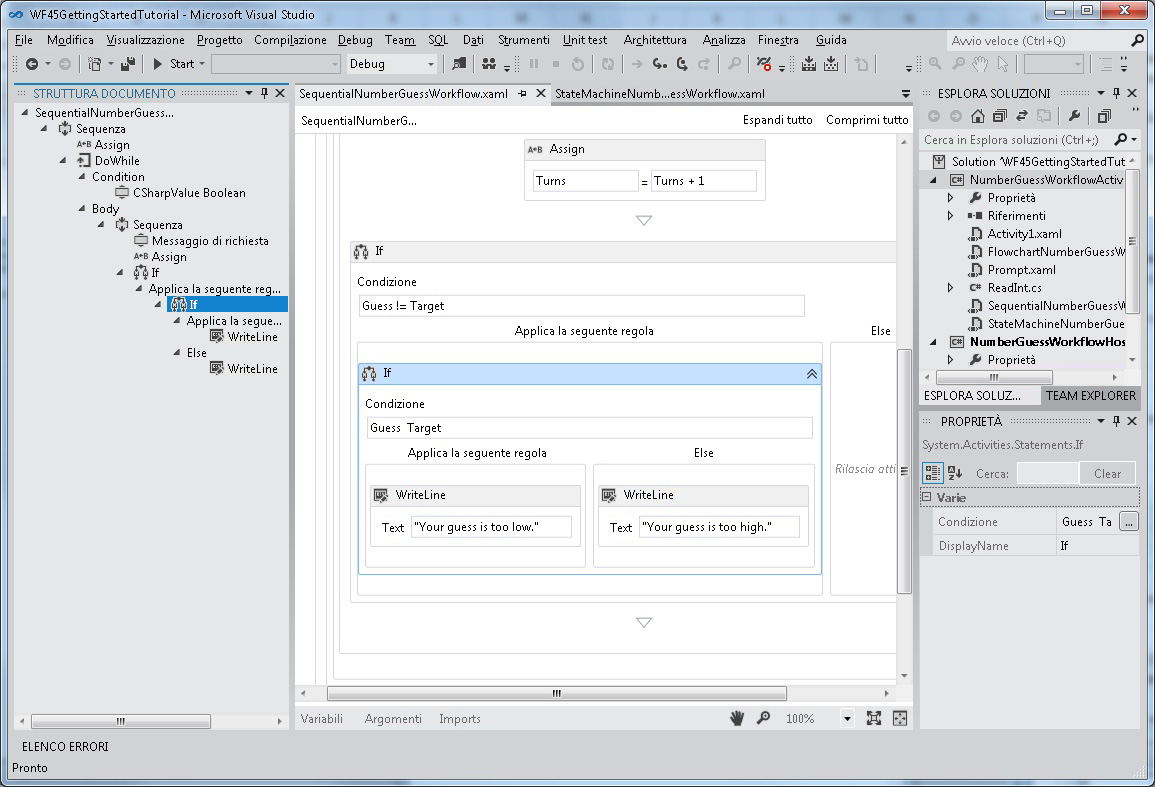 WF45GettingStartedTutorial - Microsoft Visual Studio
File Modifica Visualizzazione Progetto Compilazione Debug Team SQL Dati Strumenti Unit test Architettura Analizza Finestra Guida
Avvio veloce (Ctrl+Q)
Start Debug
STRUTTURA DOCUMENTO
SequentialNumberGuess...
Sequenza
A+B Assign
DoWhile
Condition
CSharpValue Boolean
Body
Sequenza
Messaggio di richiesta
A+B Assign
If
Applica la seguente reg...
If
Applica la segue...
WriteLine
Else
WriteLine
SequentialNumberGuessWorkflow.xaml
StateMachineNumb...essWorkflow.xaml
SequentialNumberG...
Espandi tutto Comprimi tutto
A+B Assign
Turns = Turns + 1
If
Condizione
Guess != Target
Applica la seguente regola Else
If
Condizione
Guess Target
Applica la seguente regola Else
WriteLine WriteLine
Text "Your guess is too low." Text "Your guess is too high."
Rilascia atti
Variabili Argomenti Imports 100%
ESPLORA SOLUZIONI
Cerca in Esplora soluzioni (Ctrl+;)
Solution 'WF45GettingStartedTut
C# NumberGuessWorkflowActiv
Proprietà
Riferimenti
Activity1.xaml
FlowchartNumberGuessW
Prompt.xaml
C# ReadInt.cs
SequentialNumberGuessW
StateMachineNumberGue
C# NumberGuessWorkflowHos
Proprietà
ESPLORA SOLUZ... TEAM EXPLORER
PROPRIETÀ
System.Activities.Statements.If
Cerca: Clear
Varie
Condizione Guess Ta ...
DisplayName If
ELENCO ERRORI
Pronto